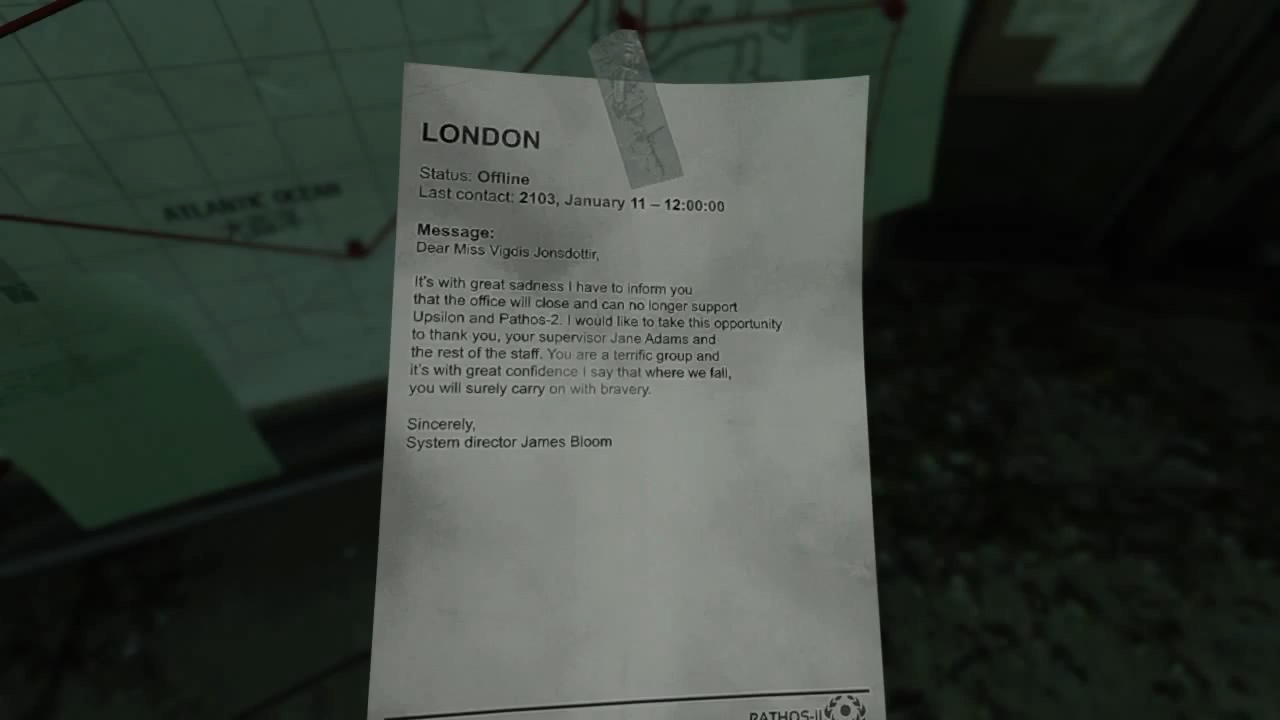 ATLANTIC OCEAN
LONDON
Status: Offline
Last contact: 2103, January 11 – 12:00:00
Message:
Dear Miss Vigdis Jonsdottir,
It's with great sadness I have to inform you
that the office will close and can no longer support
Upsilon and Pathos-2. I would like to take this opportunity
to thank you, your supervisor Jane Adams and
the rest of the staff. You are a terrific group and
it's with great confidence I say that where we fall,
you will surely carry on with bravery.
Sincerely,
System director James Bloom
PATHOS-II